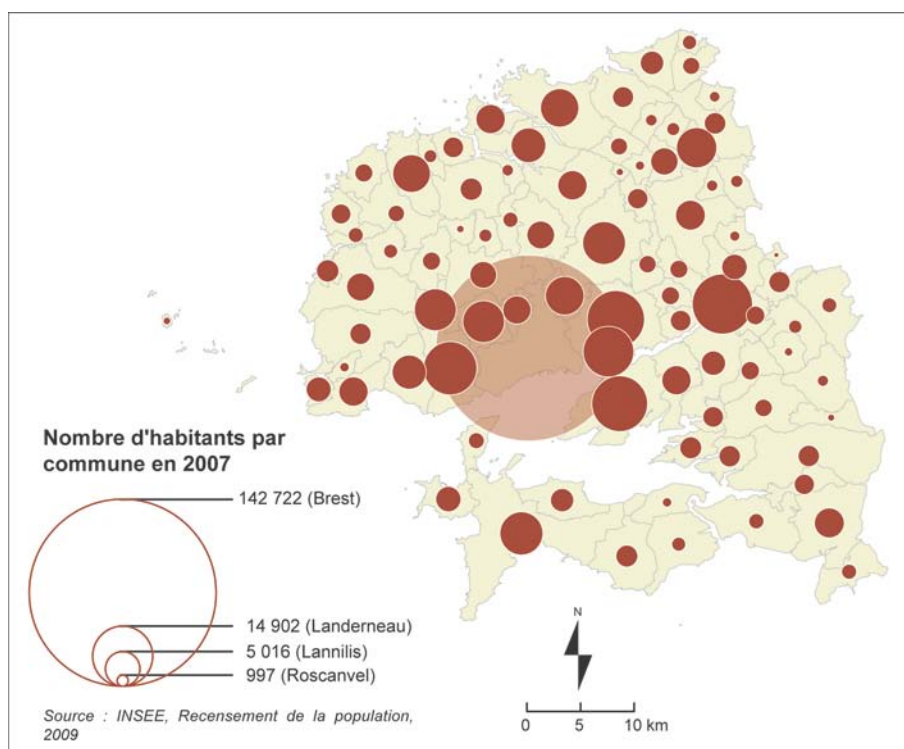 Nombre d'habitants par
commune en 2007
142 722 (Brest)
14 902 (Landerneau)
5 016 (Lannilis)
997 (Roscanvel)
Source : INSEE, Recensement de la population,
2009
N
0 5 10 km